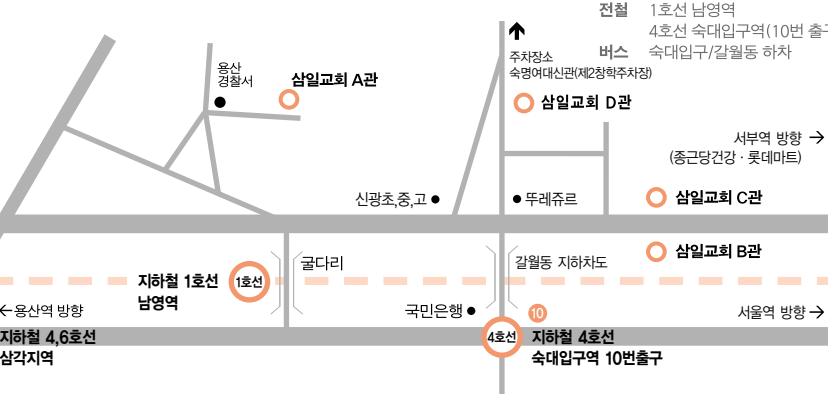 전철 1호선 남영역
4호선 숙대입구역(10번 출구
버스 숙대입구/갈월동 하차
주차장소
숙명여대신관(제2창학주차장)
용산
경찰서
삼일교회 A관
삼일교회 D관
서부역 방향
(종근당건강 · 롯데마트)
신광초,중,고
뚜레쥬르
삼일교회 C관
삼일교회 B관
굴다리
갈월동 지하차도
지하철 1호선
남영역
1호선
용산역 방향
국민은행
10
서울역 방향
지하철 4,6호선
삼각지역
4호선
지하철 4호선
숙대입구역 10번출구